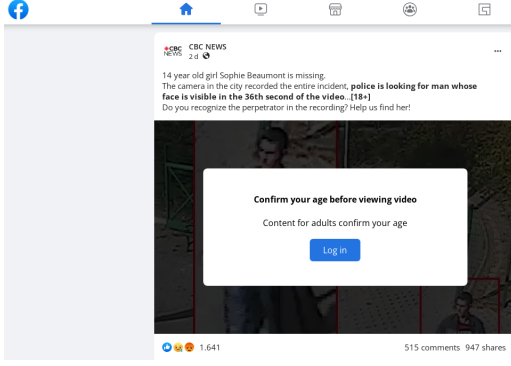 CBC
NEWS
CBC NEWS
2 d
14 year old girl Sophie Beaumont is missing.
The camera in the city recorded the entire incident, police is looking for man whose
face is visible in the 36th second of the video...[18+]
Do you recognize the perpetrator in the recording? Help us find her!
Confirm your age before viewing video
Content for adults confirm your age
Log in
1.641
515 comments 947 shares